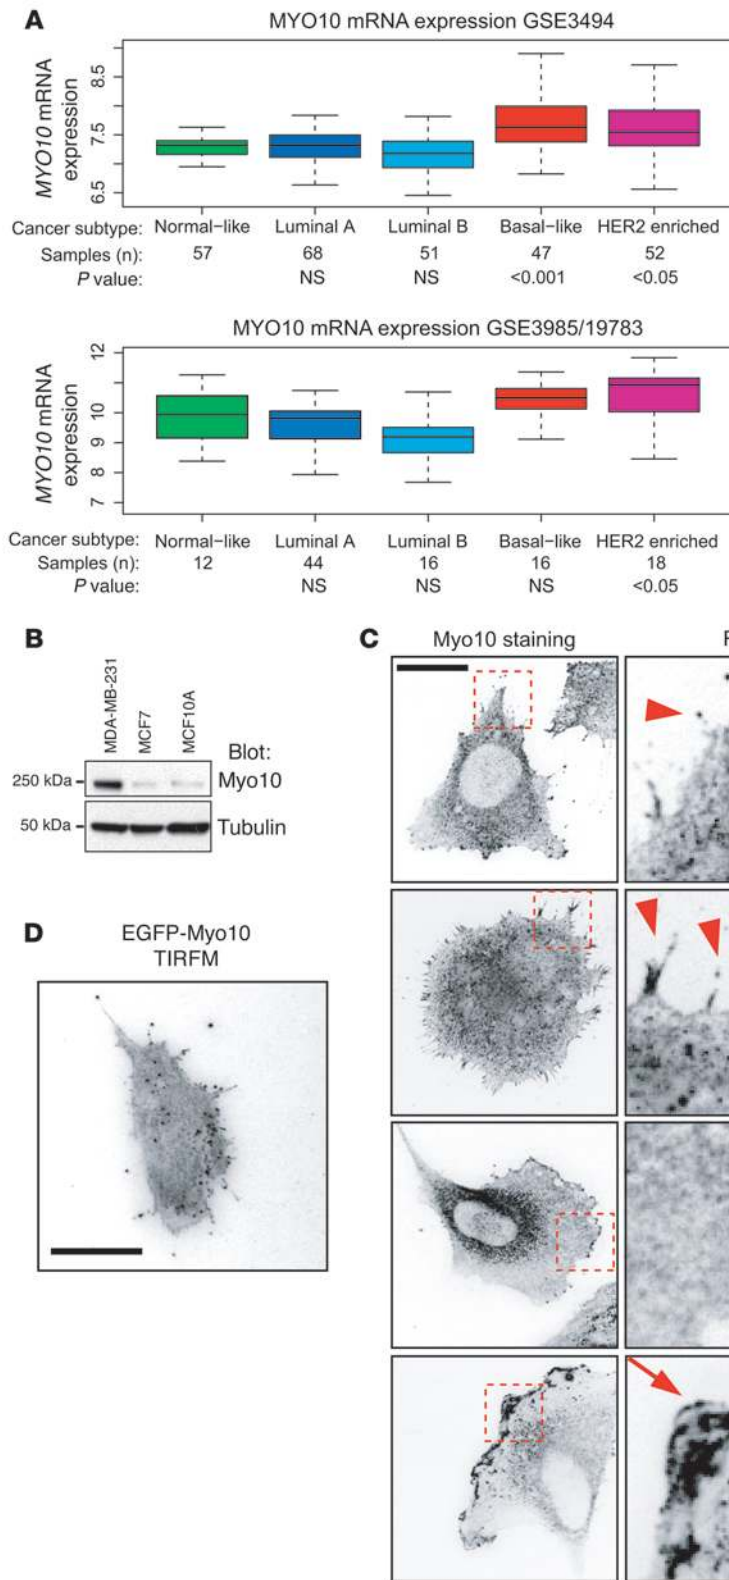 A
MYO10 mRNA expression GSE3494
MYO10 mRNA
expression
8.5
7.5
6.5
Cancer subtype: Normal-like Luminal A Luminal B Basal-like HER2 enriched
Samples (n): 57 68 51 47 52
P value: NS NS <0.001 <0.05
MYO10 mRNA expression GSE3985/19783
MYO10 mRNA
expression
12
10
9
8
7
Cancer subtype: Normal-like Luminal A Luminal B Basal-like HER2 enriched
Samples (n): 12 44 16 16 18
P value: NS NS NS <0.05
B
MDA-MB-231
MCF7
MCF10A
Blot:
250 kDa Myo10
50 kDa Tubulin
C
Myo10 staining
D
EGFP-Myo10
TIRFM